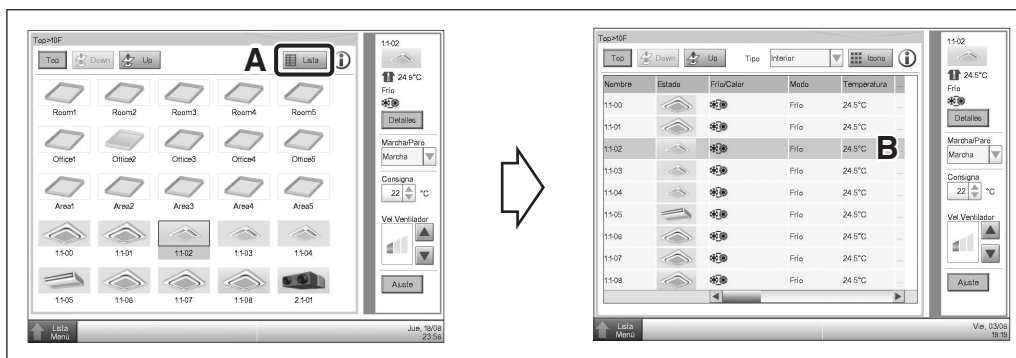 Top>10F
Top Down Up A Lista
Room1 Room2 Room3 Room4 Room5
Office1 Office2 Office3 Office4 Office5
Area1 Area2 Area3 Area4 Area5
1:1-00 1:1-01 1:1-02 1:1-03 1:1-04
1:1-05 1:1-06 1:1-07 1:1-08 2:1-01
1:1-02
24.9°C
Frío
Detalles
Marcha/Paro
Marcha
Consigna
22 °C
Vel.Ventilador
Ajuste
Lista
Menú
Jue, 18/08
23:56
Top>10F
Top Down Up Tipo Interior Icono
Nombre Estado Frío/Calor Modo Temperatura ...
1:1-00 Frío 24.5°C ...
1:1-01 Frío 24.5°C ...
1:1-02 Frío 24.5°C B ...
1:1-03 Frío 24.5°C ...
1:1-04 Frío 24.5°C ...
1:1-05 Frío 24.5°C ...
1:1-06 Frío 24.5°C ...
1:1-07 Frío 24.5°C ...
1:1-08 Frío 24.5°C ...
1:1-02
24.5°C
Frío
Detalles
Marcha/Paro
Marcha
Consigna
22 °C
Vel.Ventilador
Ajuste
Lista
Menú
Vie, 03/06
19:19